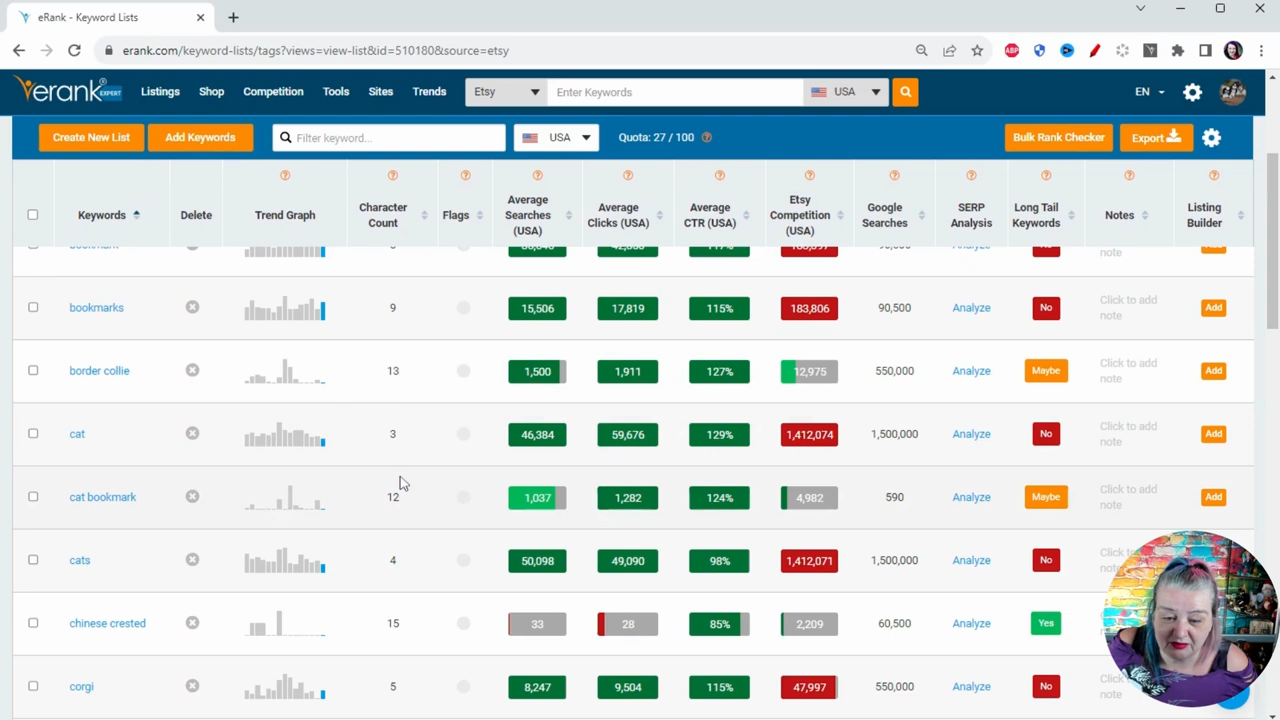 eRank - Keyword Lists
erank.com/keyword-lists/tags?views=view-list&id=510180&source=etsy
ABP
erank® EXPERT Listings Shop Competition Tools Sites Trends Etsy Enter Keywords USA EN
Create New List Add Keywords Filter keyword... USA Quota: 27 / 100 ? Bulk Rank Checker Export
? ? ? ? ? ? ? ? ? ? ? ?
Keywords Delete Trend Graph Character Count Flags Average Searches (USA) Average Clicks (USA) Average CTR (USA) Etsy Competition (USA) Google Searches SERP Analysis Long Tail Keywords Notes Listing Builder
note
bookmarks 9 15,506 17,819 115% 183,806 90,500 Analyze No Click to add note Add
border collie 13 1,500 1,911 127% 12,975 550,000 Analyze Maybe Click to add note Add
cat 3 46,384 59,676 129% 1,412,074 1,500,000 Analyze No Click to add note Add
cat bookmark 12 1,037 1,282 124% 4,982 590 Analyze Maybe Click to add note Add
cats 4 50,098 49,090 98% 1,412,071 1,500,000 Analyze No Click to
chinese crested 15 33 28 85% 2,209 60,500 Analyze Yes
corgi 5 8,247 9,504 115% 47,997 550,000 Analyze No Click note